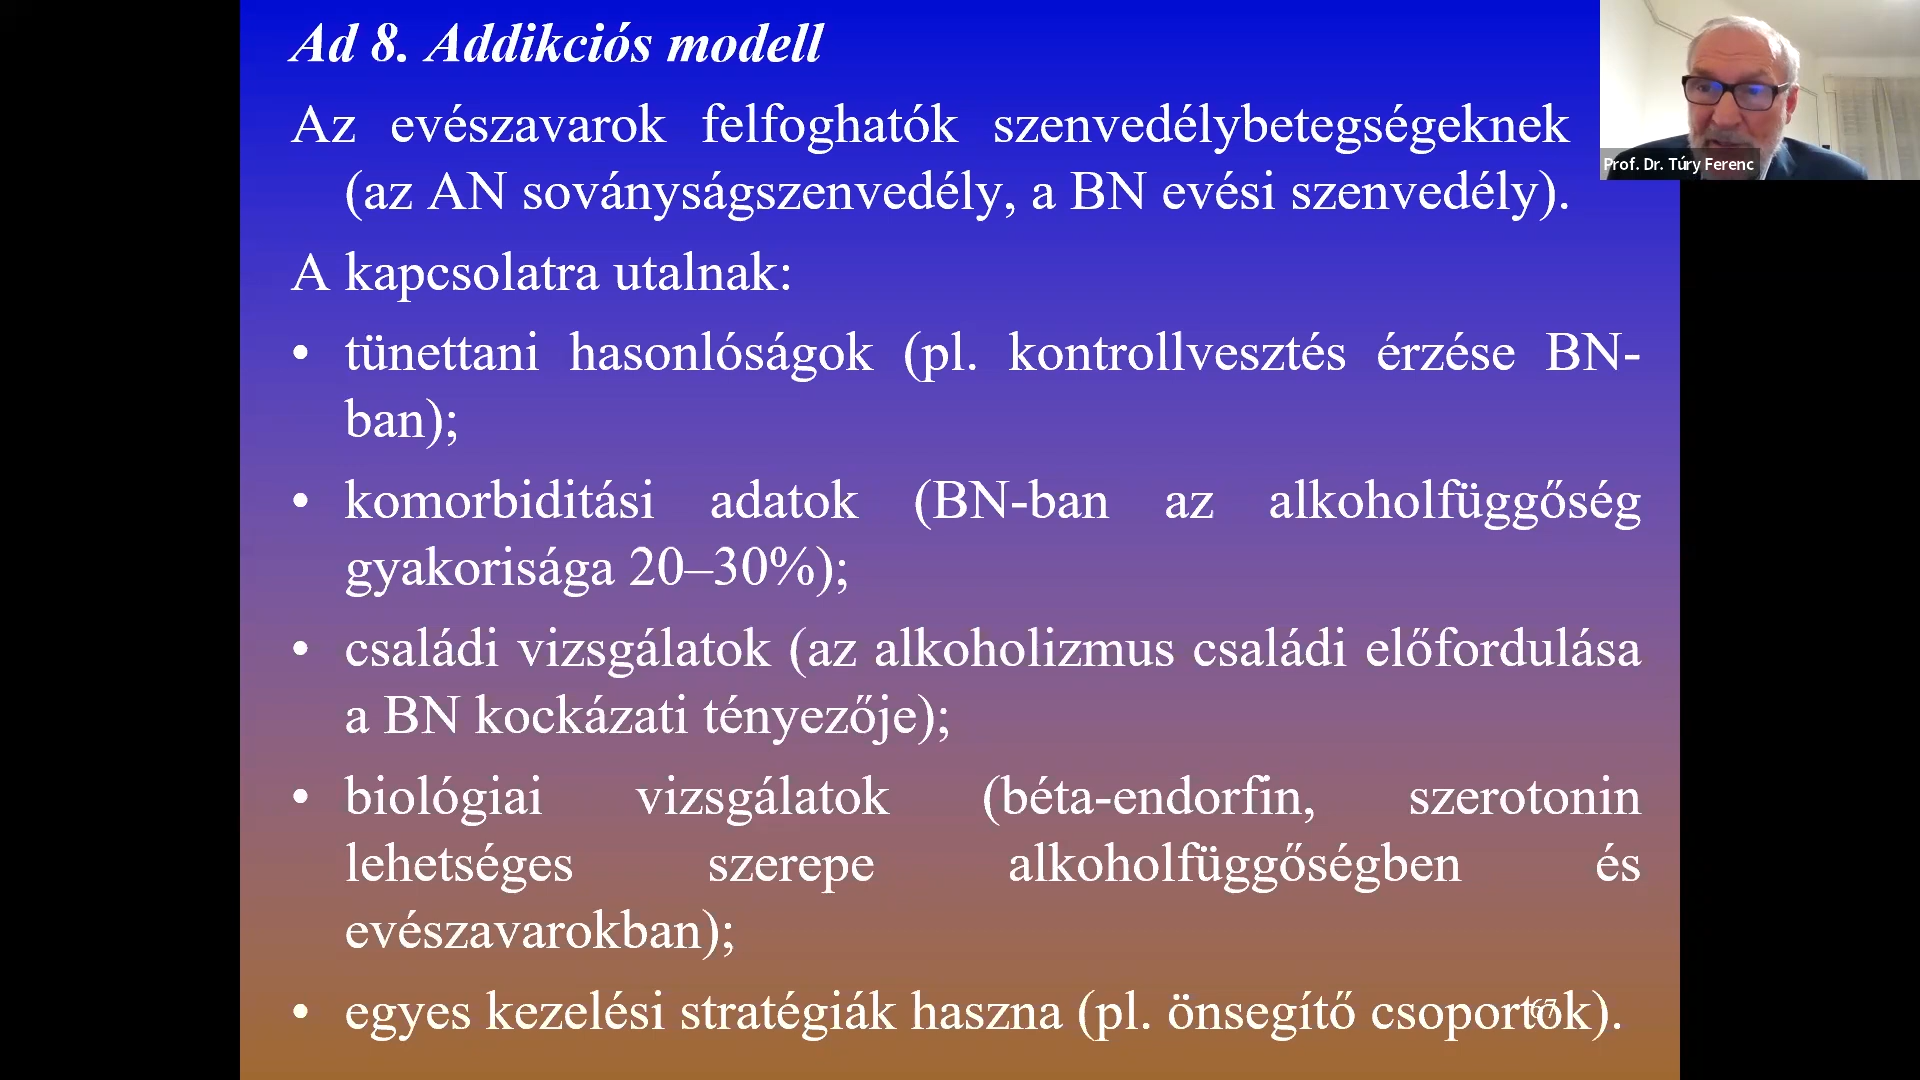 Ad 8. Addikciós modell
Az evészavarok felfoghatók szenvedélybetegségeknek
(az AN soványságszenvedély, a BN evési szenvedély).
A kapcsolatra utalnak:
• tünettani hasonlóságok (pl. kontrollvesztés érzése BN-
ban);
• komorbiditási adatok (BN-ban az alkoholfüggőség
gyakorisága 20–30%);
• családi vizsgálatok (az alkoholizmus családi előfordulása
a BN kockázati tényezője);
• biológiai vizsgálatok (béta-endorfin, szerotonin
lehetséges szerepe alkoholfüggőségben és
evészavarokban);
• egyes kezelési stratégiák haszna (pl. önsegítő csoportok).
67
Prof. Dr. Túry Ferenc